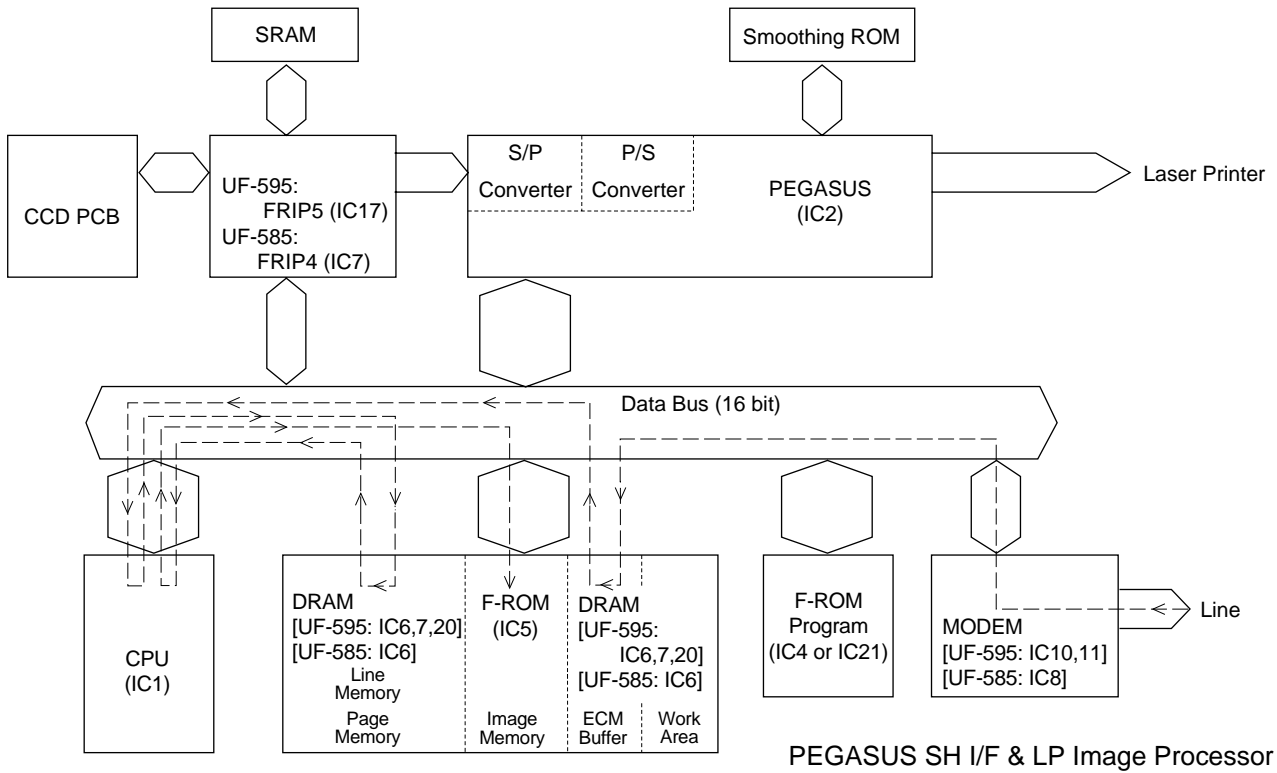 SRAM
Smoothing ROM
CCD PCB
UF-595:
FRIP5 (IC17)
UF-585:
FRIP4 (IC7)
S/P
Converter
P/S
Converter
PEGASUS
(IC2)
Laser Printer
Data Bus (16 bit)
CPU
(IC1)
DRAM
[UF-595: IC6,7,20]
[UF-585: IC6]
Line
Memory
Page
Memory
F-ROM
(IC5)
Image
Memory
DRAM
[UF-595:
IC6,7,20]
[UF-585: IC6]
ECM
Buffer
Work
Area
F-ROM
Program
(IC4 or IC21)
MODEM
[UF-595: IC10,11]
[UF-585: IC8]
Line
PEGASUS SH I/F & LP Image Processor